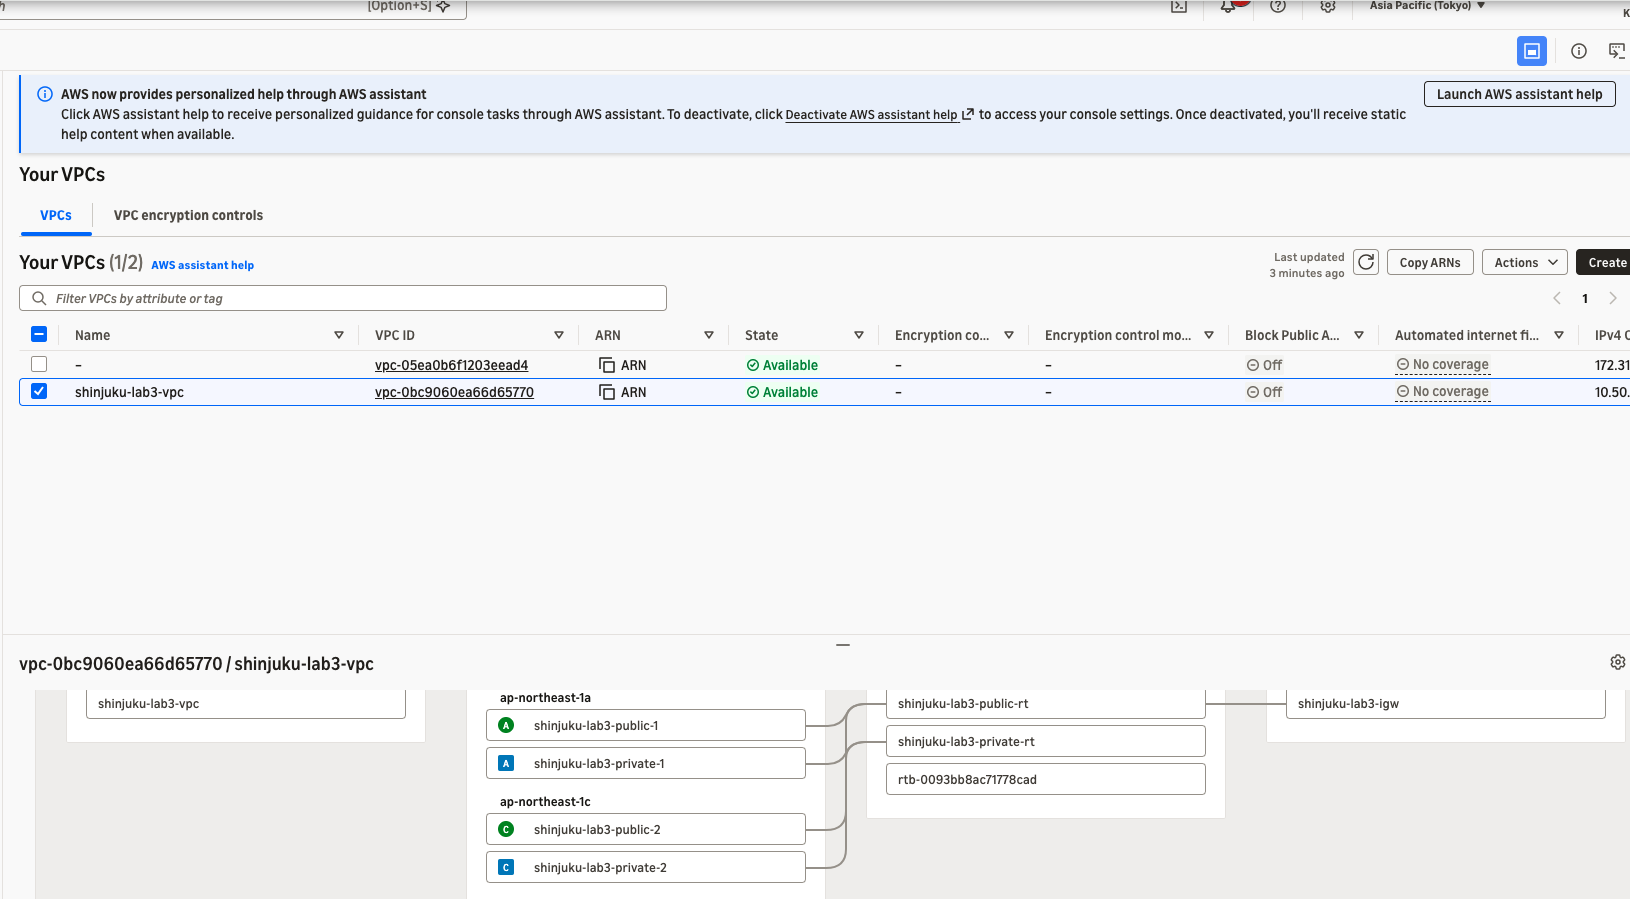 [Option+S]
Asia Pacific (Tokyo)
AWS now provides personalized help through AWS assistant
Launch AWS assistant help
Click AWS assistant help to receive personalized guidance for console tasks through AWS assistant. To deactivate, click Deactivate AWS assistant help to access your console settings. Once deactivated, you'll receive static
help content when available.
Your VPCs
VPCs
VPC encryption controls
Your VPCs (1/2) AWS assistant help
Last updated
3 minutes ago
Copy ARNs
Actions
Create
Filter VPCs by attribute or tag
1
Name VPC ID ARN State Encryption co... Encryption control mo... Block Public A... Automated internet fi... IPv4 C
– vpc-05ea0b6f1203eead4 ARN Available – – Off No coverage 172.31
shinjuku-lab3-vpc vpc-0bc9060ea66d65770 ARN Available – – Off No coverage 10.50.
vpc-0bc9060ea66d65770 / shinjuku-lab3-vpc
shinjuku-lab3-vpc
ap-northeast-1a
A shinjuku-lab3-public-1
A shinjuku-lab3-private-1
ap-northeast-1c
C shinjuku-lab3-public-2
C shinjuku-lab3-private-2
shinjuku-lab3-public-rt
shinjuku-lab3-private-rt
rtb-0093bb8ac71778cad
shinjuku-lab3-igw